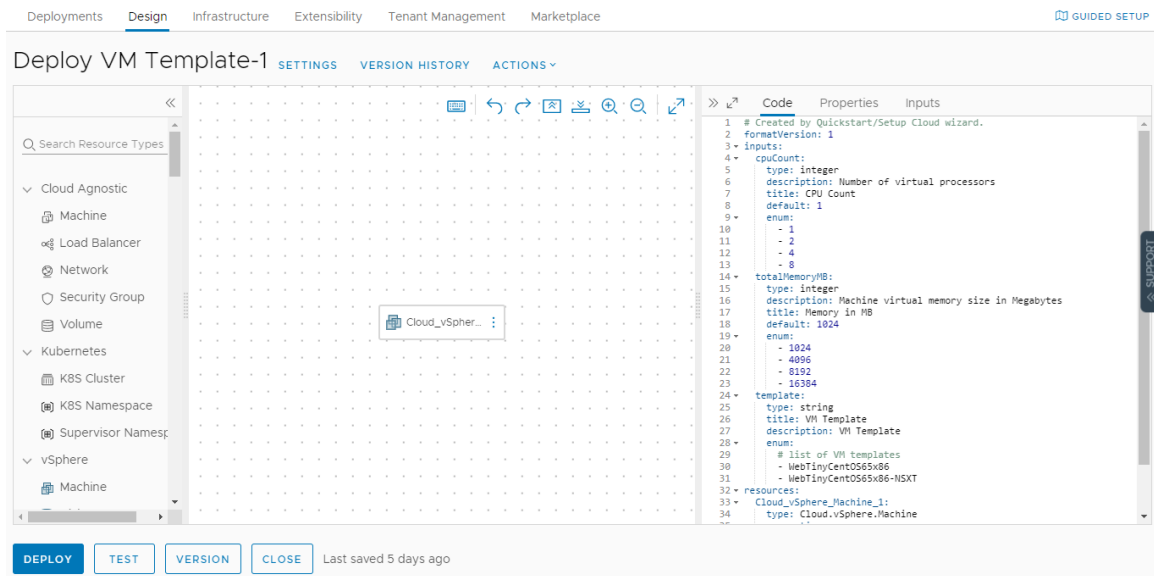 Deployments Design Infrastructure Extensibility Tenant Management Marketplace GUIDED SETUP
Deploy VM Template-1 SETTINGS VERSION HISTORY ACTIONS
Search Resource Types
Cloud Agnostic
Machine
Load Balancer
Network
Security Group
Volume
Kubernetes
K8S Cluster
K8S Namespace
Supervisor Namesp
vSphere
Machine
Cloud_vSpher...
Code Properties Inputs
1 # Created by Quickstart/Setup Cloud wizard.
2 formatVersion: 1
3 inputs:
4 cpuCount:
5 type: integer
6 description: Number of virtual processors
7 title: CPU Count
8 default: 1
9 enum:
10 - 1
11 - 2
12 - 4
13 - 8
14 totalMemoryMB:
15 type: integer
16 description: Machine virtual memory size in Megabytes
17 title: Memory in MB
18 default: 1024
19 enum:
20 - 1024
21 - 4096
22 - 8192
23 - 16384
24 template:
25 type: string
26 title: VM Template
27 description: VM Template
28 enum:
29 # list of VM templates
30 - WebTinyCentOS65x86
31 - WebTinyCentOS65x86-NSXT
32 resources:
33 Cloud_vSphere_Machine_1:
34 type: Cloud.vSphere.Machine
SUPPORT
DEPLOY TEST VERSION CLOSE Last saved 5 days ago